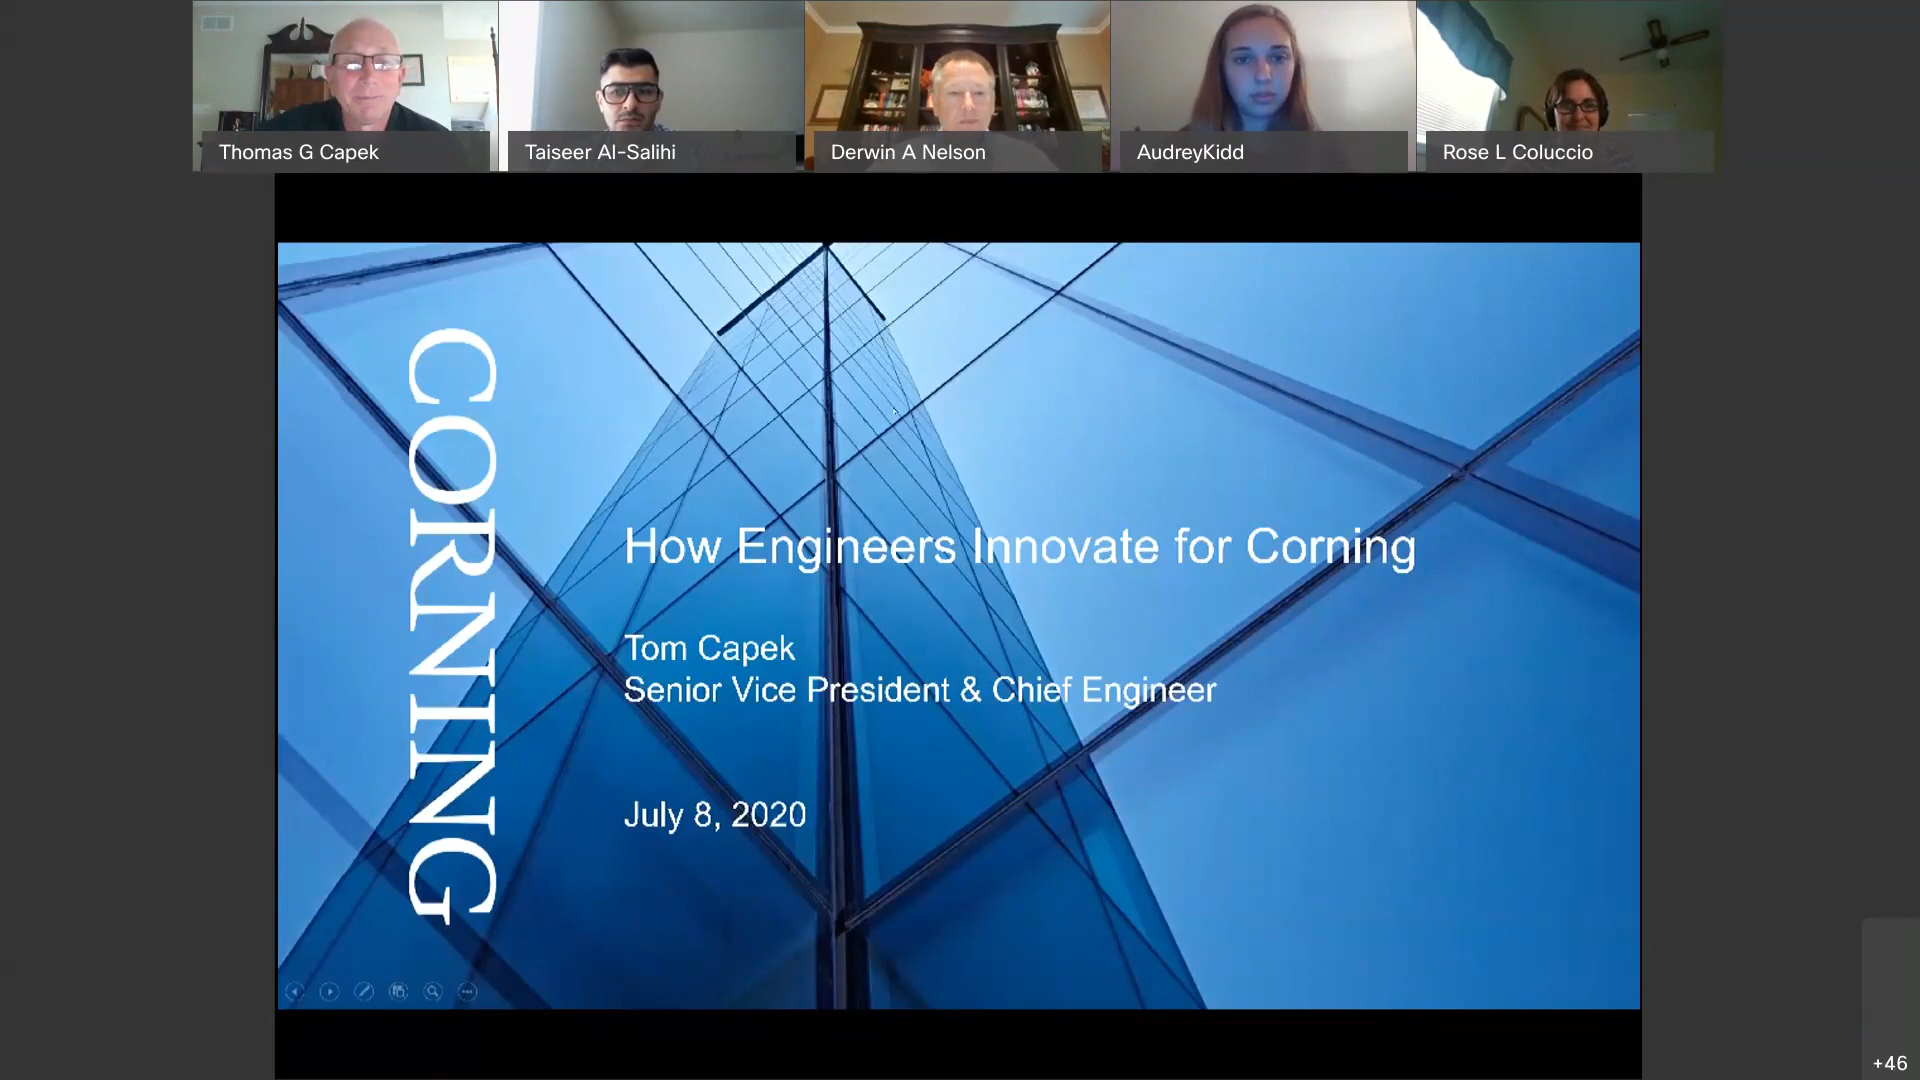 Thomas G Capek
Taiseer Al-Salihi
Derwin A Nelson
AudreyKidd
Rose L Coluccio
CORNING
How Engineers Innovate for Corning
Tom Capek
Senior Vice President & Chief Engineer
July 8, 2020
+46